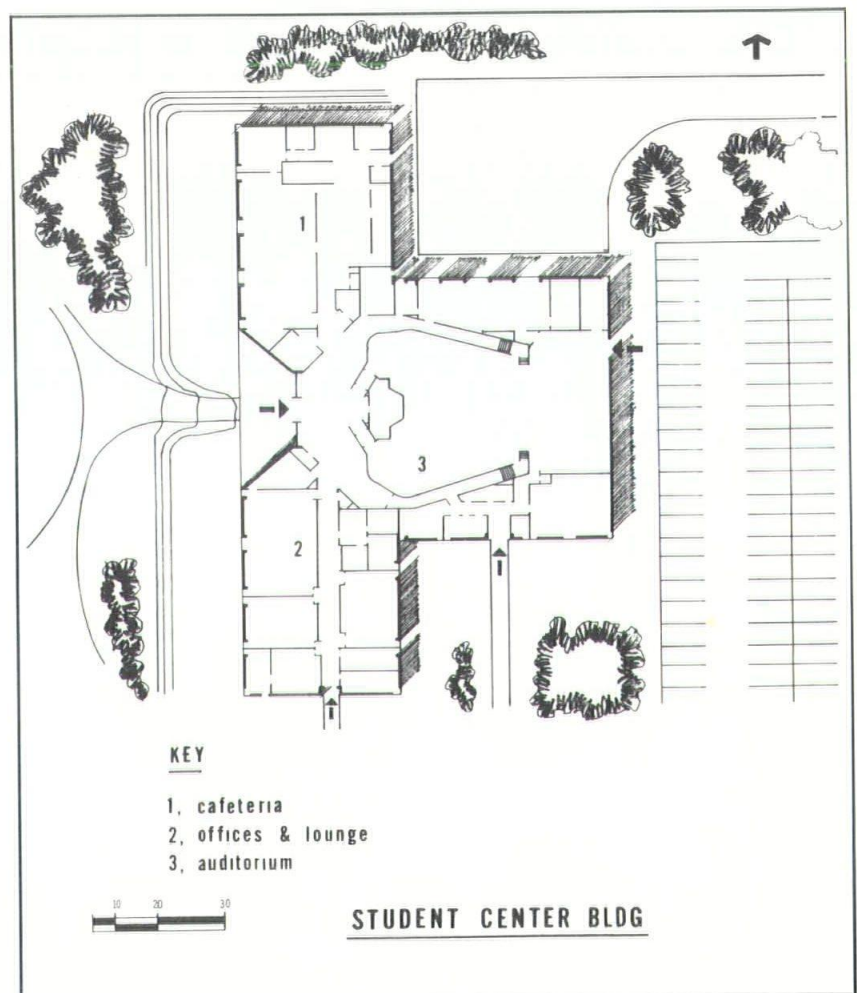 1
3
2
KEY
1, cafeteria
2, offices & lounge
3, auditorium
10 20 30
STUDENT CENTER BLDG